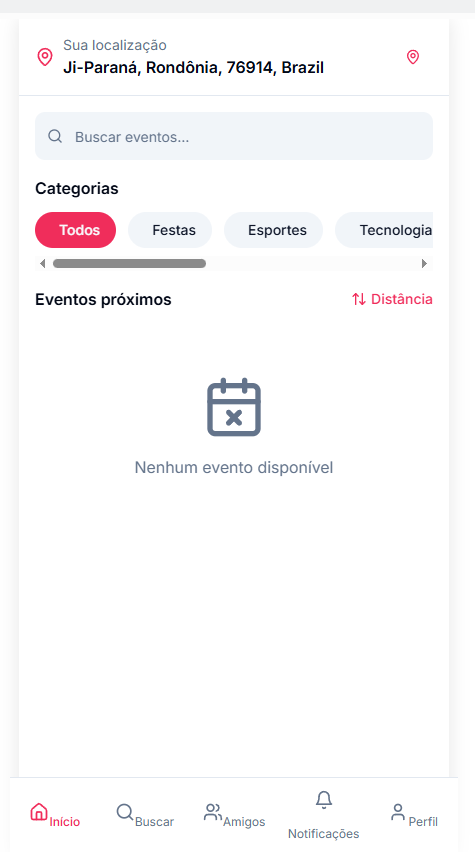 Sua localização
Ji-Paraná, Rondônia, 76914, Brazil
Buscar eventos...
Categorias
Todos Festas Esportes Tecnologia
Eventos próximos Distância
Nenhum evento disponível
Início Buscar Amigos Notificações Perfil